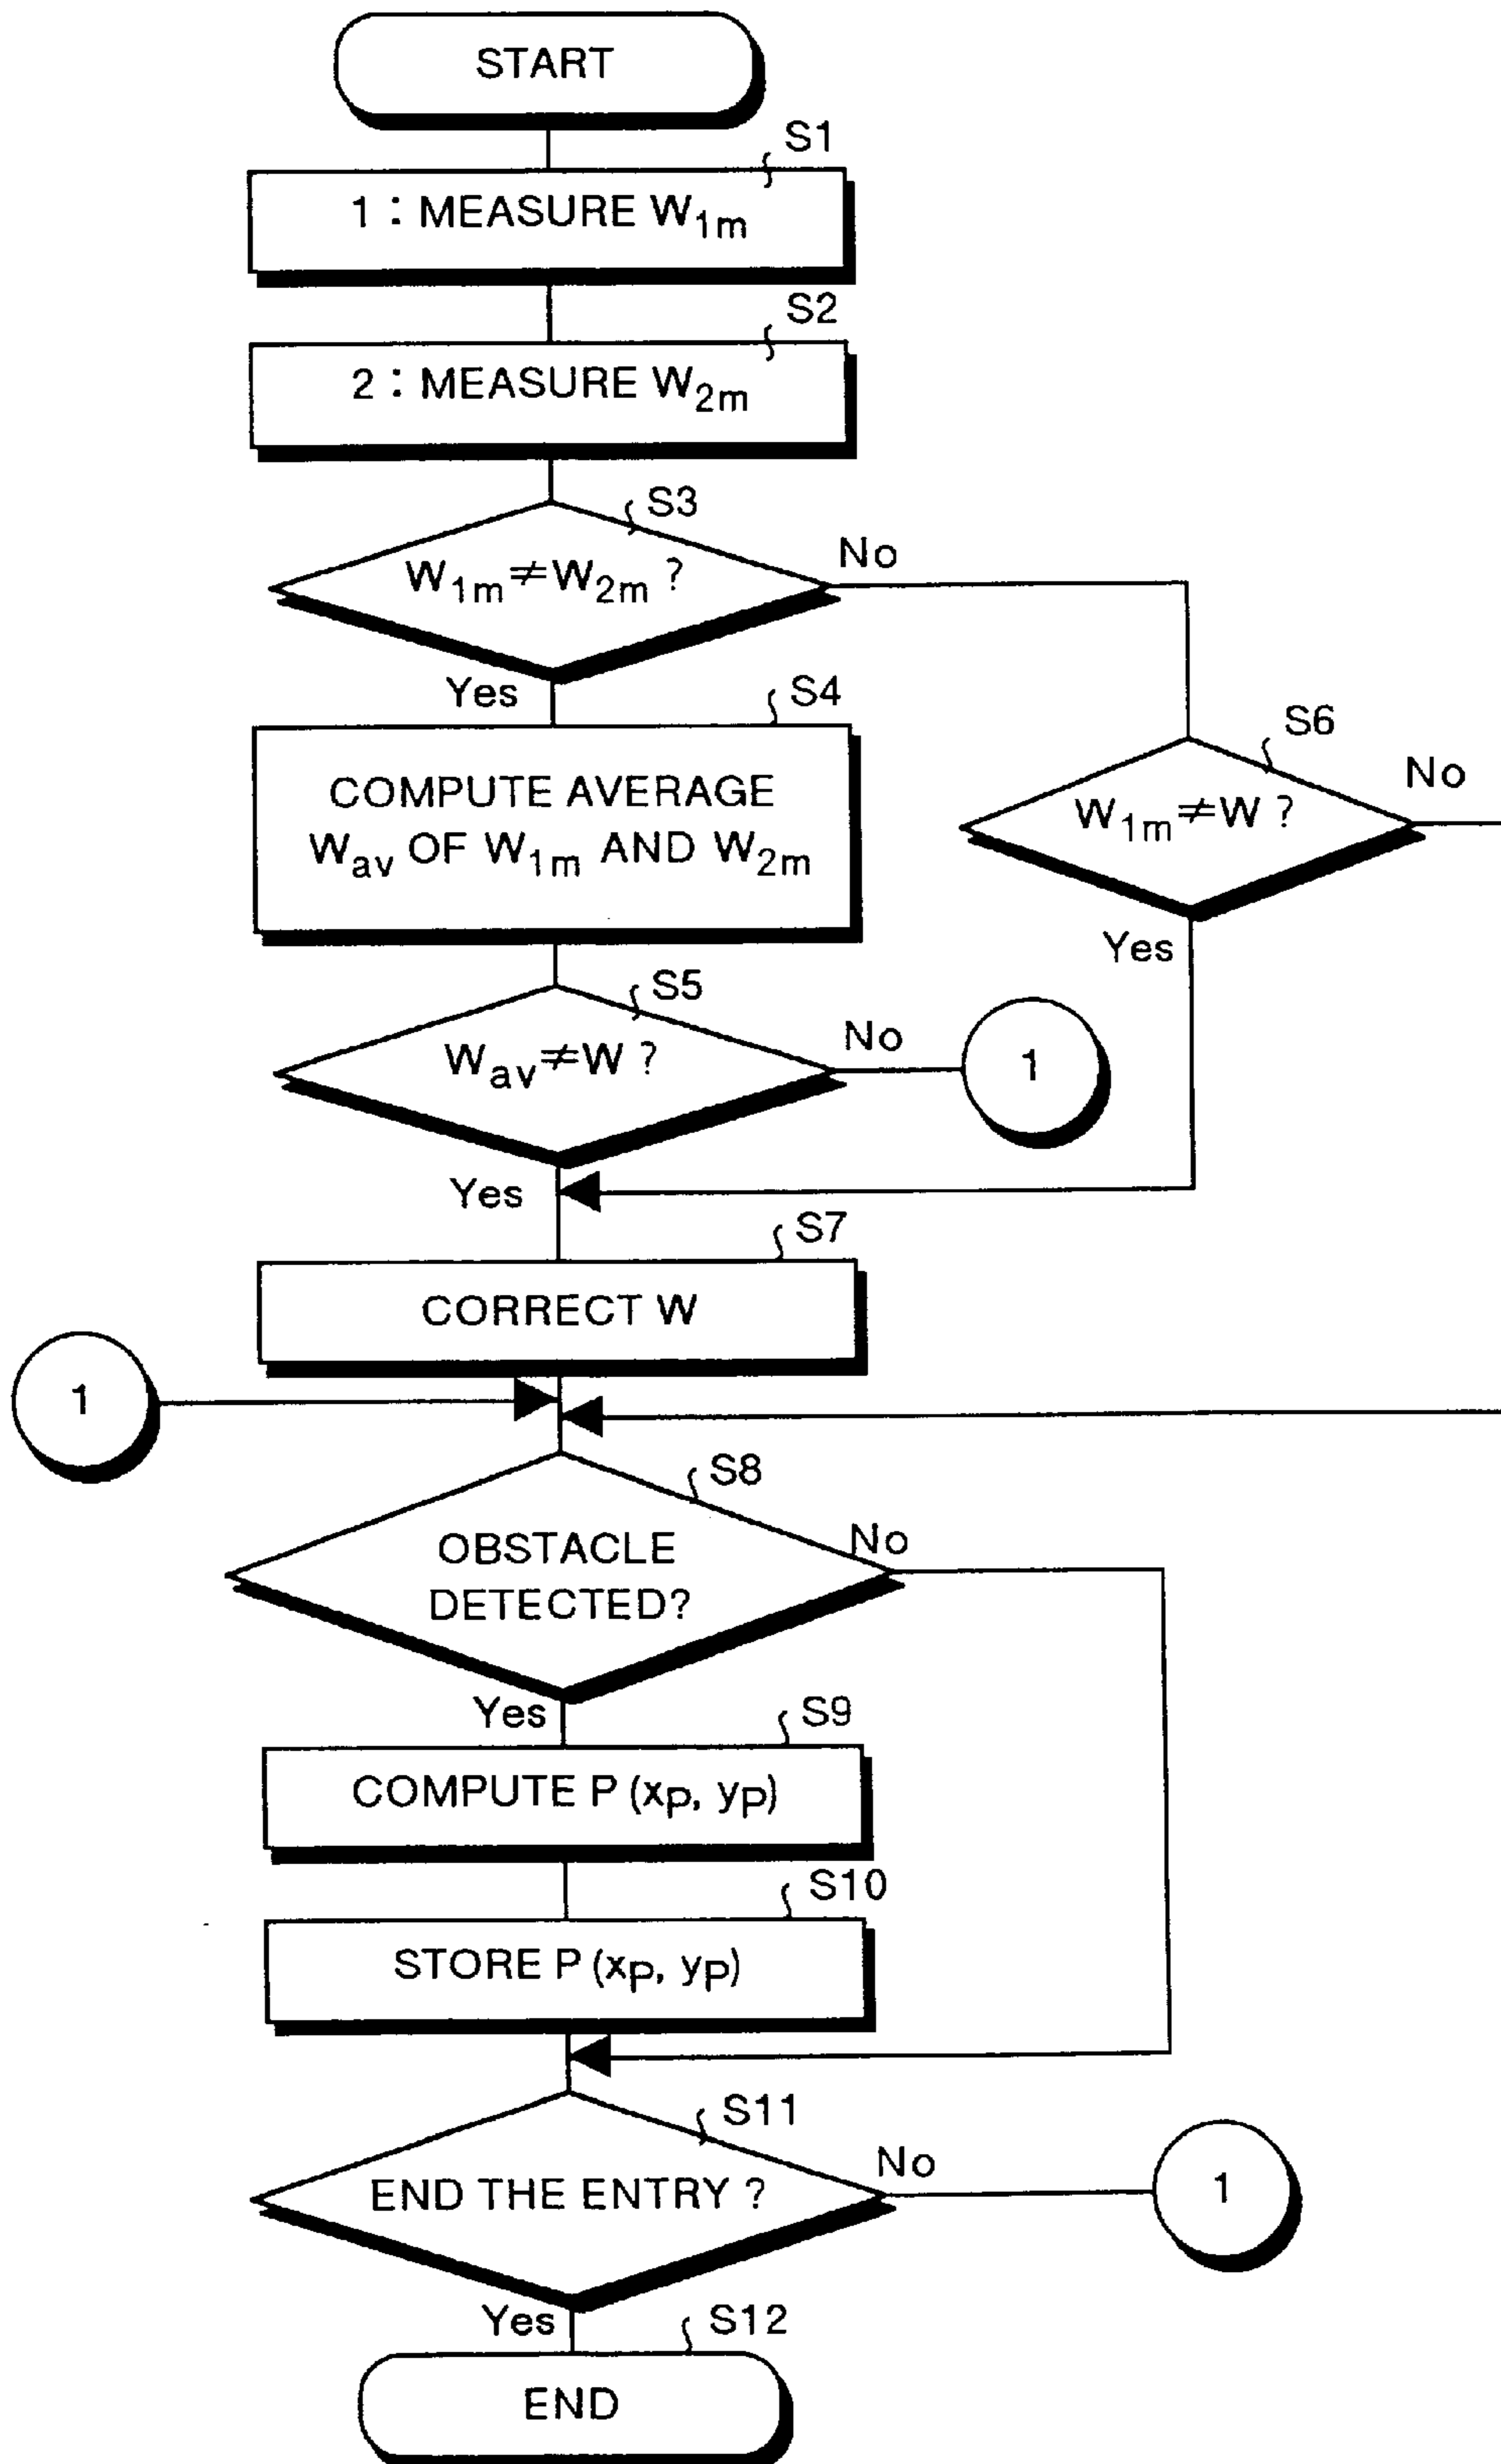 START
S1
1 : MEASURE W1m
S2
2 : MEASURE W2m
S3
W1m≠W2m ?
No
Yes
S4
COMPUTE AVERAGE
Wav OF W1m AND W2m
S6
W1m≠W ?
No
Yes
S5
Wav≠W ?
No
1
Yes
S7
CORRECT W
1
S8
OBSTACLE
DETECTED?
No
Yes
S9
COMPUTE P (xp, yp)
S10
STORE P (xp, yp)
S11
END THE ENTRY ?
No
1
Yes
S12
END